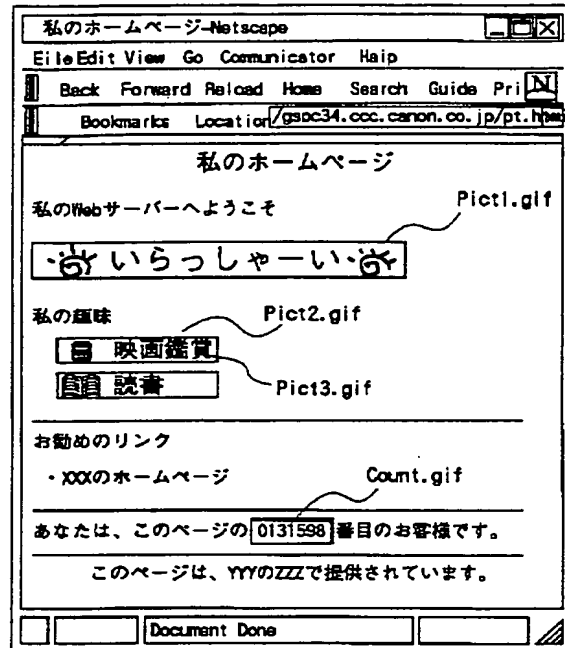 私のホームページ-Netscape
Eile Edit View Go Communicator Halp
Back Forward Reload Home Search Guide Pri N
Bookmarks Location /gspc34.ccc.canon.co.jp/pt.htm
私のホームページ
私のWebサーバーへようこそ
Pict1.gif
いらっしゃーい
私の趣味
Pict2.gif
映画鑑賞
読書
Pict3.gif
お勧めのリンク
・XXXのホームページ
Count.gif
あなたは、このページの 0131598 番目のお客様です。
このページは、YYYのZZZで提供されています。
Document Done